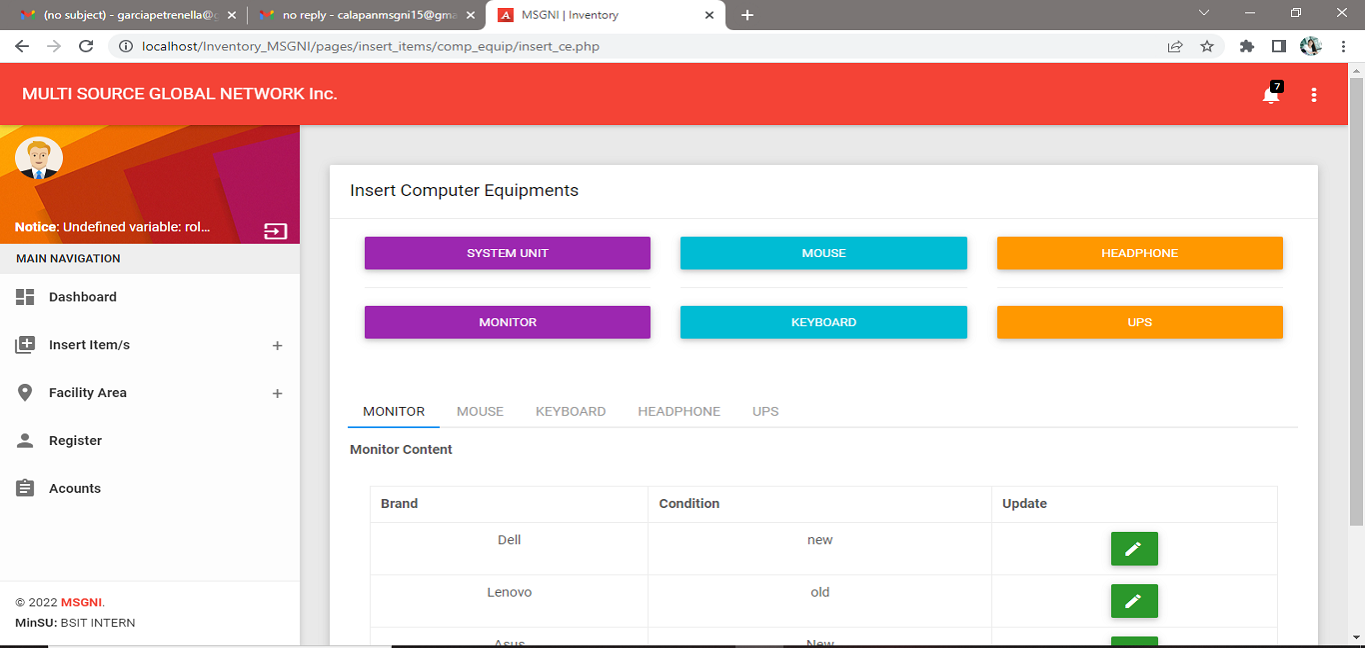 (no subject) - garciapetrenella@g
no reply - calapanmsgni15@gma
MSGNI | Inventory
localhost/Inventory_MSGNI/pages/insert_items/comp_equip/insert_ce.php
MULTI SOURCE GLOBAL NETWORK Inc.
7
Notice: Undefined variable: rol...
MAIN NAVIGATION
Dashboard
Insert Item/s
Facility Area
Register
Acounts
© 2022 MSGNI.
MinSU: BSIT INTERN
Insert Computer Equipments
SYSTEM UNIT MOUSE HEADPHONE
MONITOR KEYBOARD UPS
MONITOR MOUSE KEYBOARD HEADPHONE UPS
Monitor Content
Brand Condition Update
Dell new
Lenovo old
Asus New